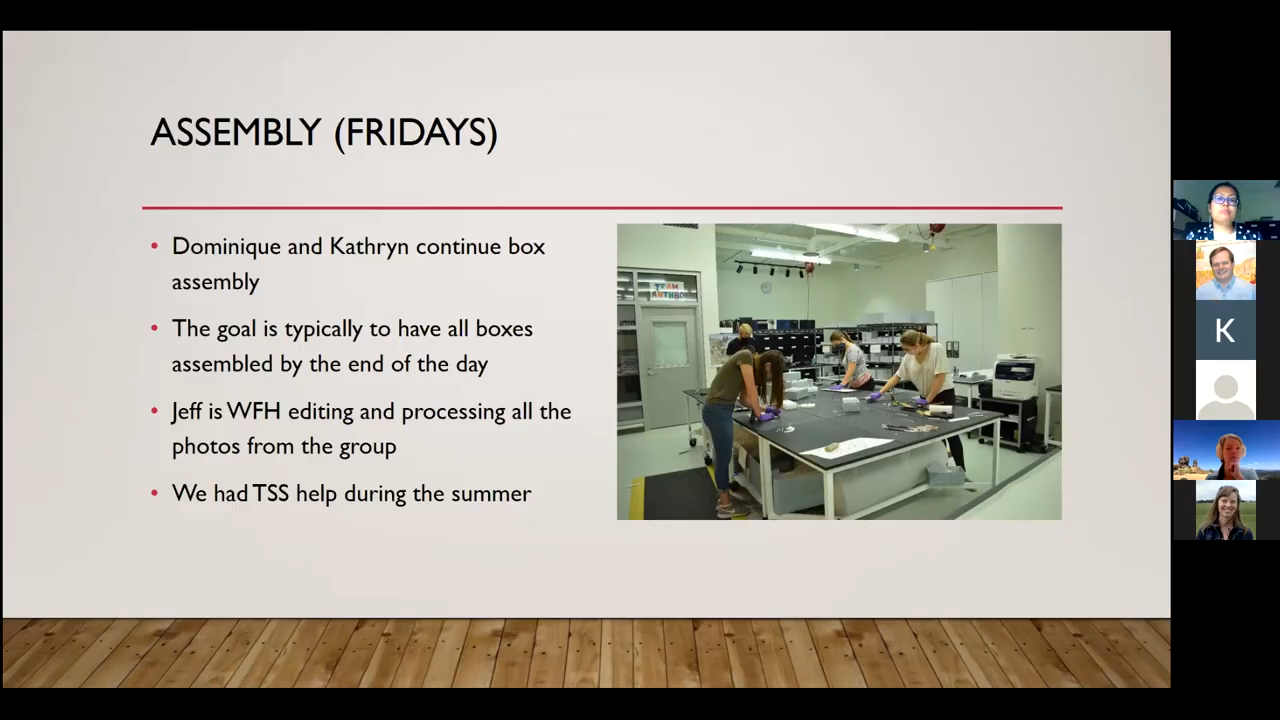 ASSEMBLY (FRIDAYS)
• Dominique and Kathryn continue box
assembly
• The goal is typically to have all boxes
assembled by the end of the day
• Jeff is WFH editing and processing all the
photos from the group
• We had TSS help during the summer
TEAM
ANTHRO
K